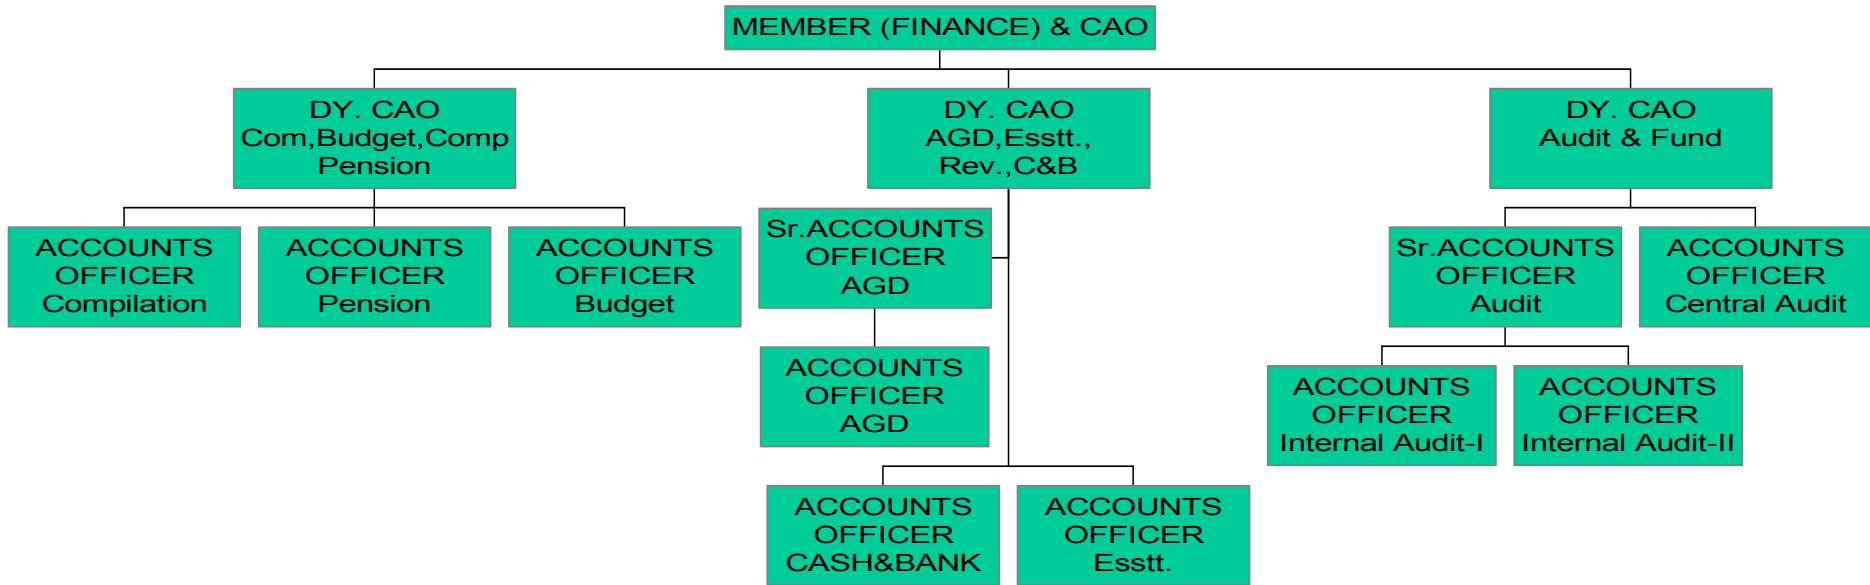 MEMBER (FINANCE) & CAO
DY. CAO
Com,Budget,Comp
Pension
DY. CAO
AGD,Esstt.,
Rev.,C&B
DY. CAO
Audit & Fund
ACCOUNTS
OFFICER
Compilation
ACCOUNTS
OFFICER
Pension
ACCOUNTS
OFFICER
Budget
Sr.ACCOUNTS
OFFICER
AGD
ACCOUNTS
OFFICER
AGD
ACCOUNTS
OFFICER
CASH&BANK
ACCOUNTS
OFFICER
Esstt.
Sr.ACCOUNTS
OFFICER
Audit
ACCOUNTS
OFFICER
Central Audit
ACCOUNTS
OFFICER
Internal Audit-I
ACCOUNTS
OFFICER
Internal Audit-II